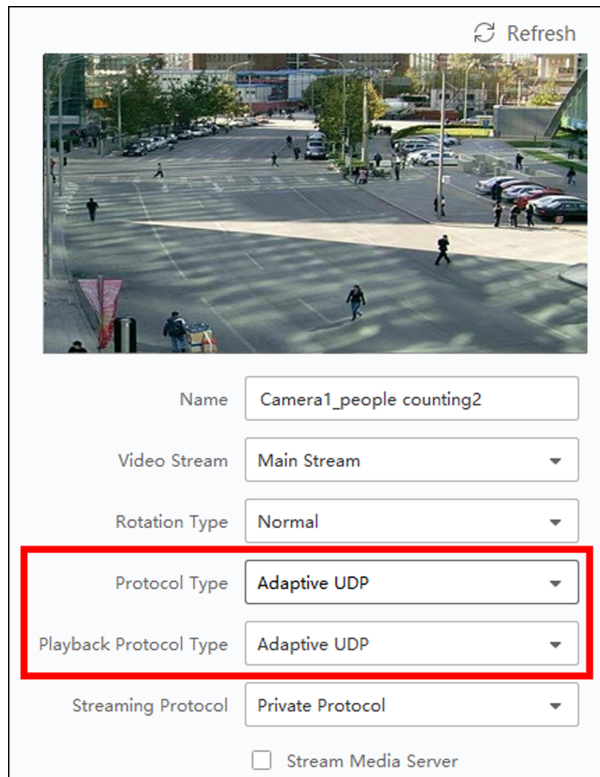 Refresh
Name Camera1_people counting2
Video Stream Main Stream
Rotation Type Normal
Protocol Type Adaptive UDP
Playback Protocol Type Adaptive UDP
Streaming Protocol Private Protocol
Stream Media Server